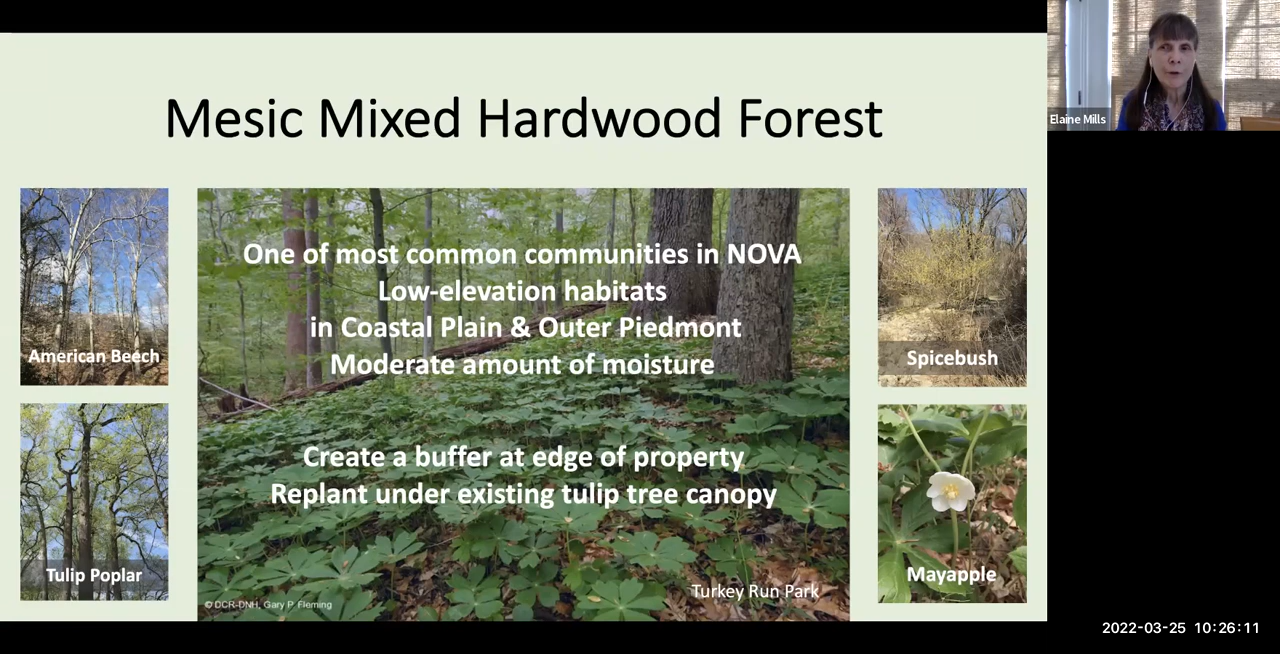 Mesic Mixed Hardwood Forest
Elaine Mills
American Beech
Tulip Poplar
One of most common communities in NOVA
Low-elevation habitats
in Coastal Plain & Outer Piedmont
Moderate amount of moisture
Create a buffer at edge of property
Replant under existing tulip tree canopy
Turkey Run Park
© DCR-DNH, Gary P. Fleming
Spicebush
Mayapple
2022-03-25 10:26:11